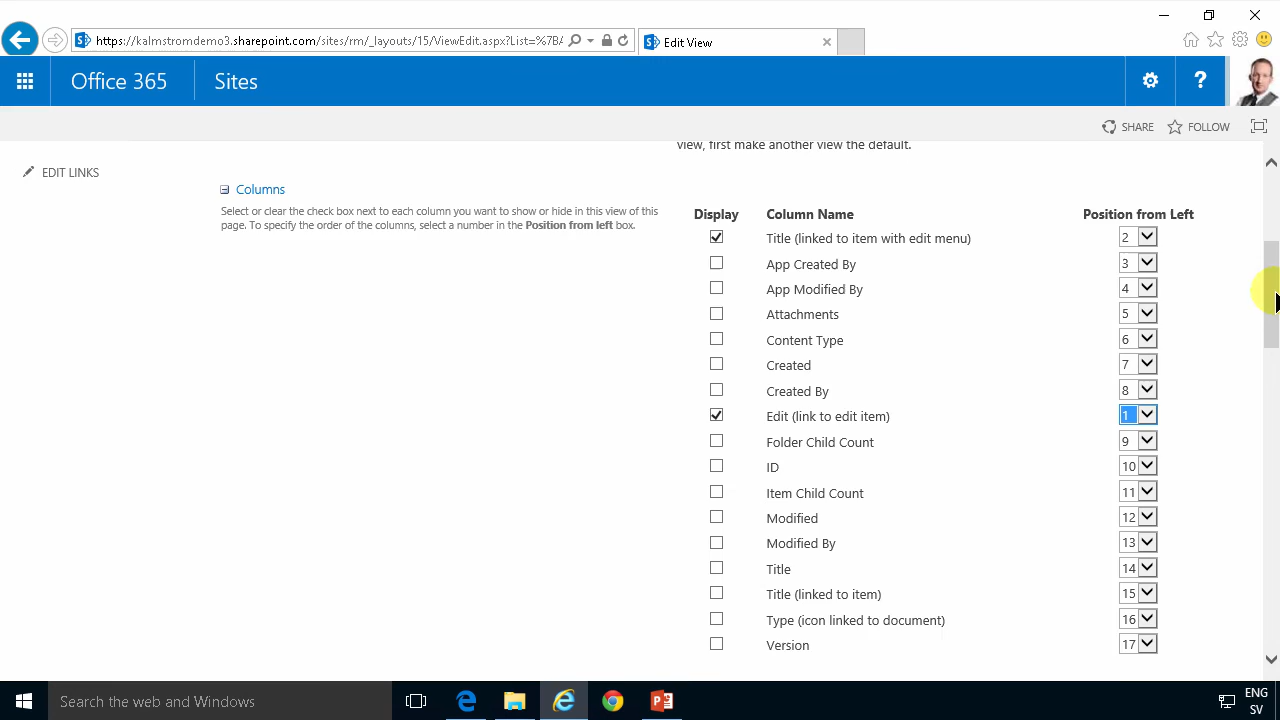 https://kalmstromdemo3.sharepoint.com/sites/rm/_layouts/15/ViewEdit.aspx?List=%7BA
Edit View
Office 365
Sites
?
SHARE
FOLLOW
view, first make another view the default.
EDIT LINKS
Columns
Select or clear the check box next to each column you want to show or hide in this view of this
page. To specify the order of the columns, select a number in the Position from left box.
Display Column Name Position from Left
Title (linked to item with edit menu) 2
App Created By 3
App Modified By 4
Attachments 5
Content Type 6
Created 7
Created By 8
Edit (link to edit item) 1
Folder Child Count 9
ID 10
Item Child Count 11
Modified 12
Modified By 13
Title 14
Title (linked to item) 15
Type (icon linked to document) 16
Version 17
Search the web and Windows
ENG
SV